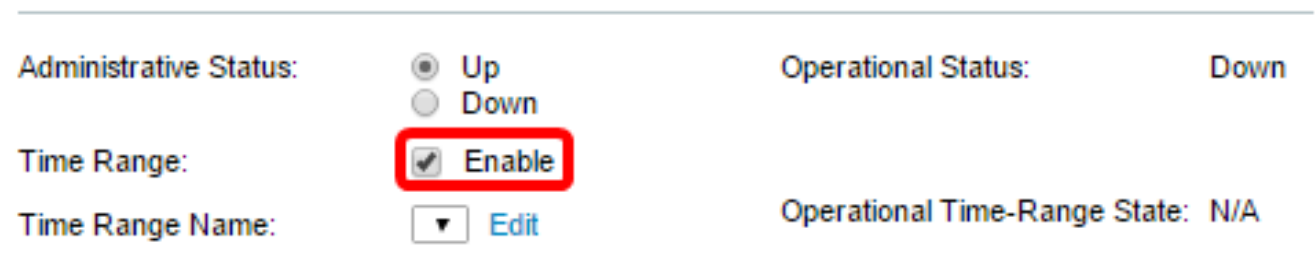 Administrative Status: Up Operational Status: Down
Down
Time Range: Enable
Time Range Name: Edit Operational Time-Range State: N/A